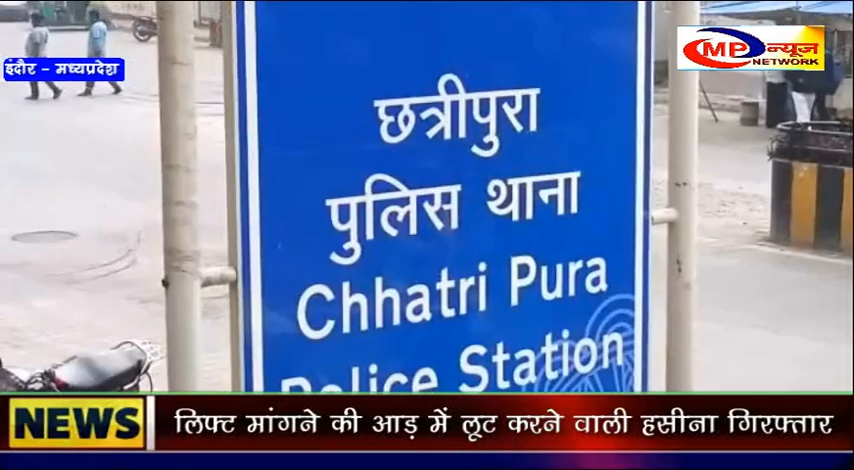 इंदौर - मध्यप्रदेश
MP न्यूज
NETWORK
छत्रीपुरा
पुलिस थाना
Chhatri Pura
Police Station
NEWS लिफ्ट मांगने की आड़ में लूट करने वाली हसीना गिरफ्तार